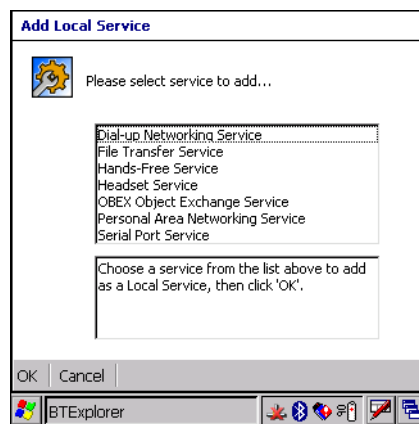 Add Local Service
Please select service to add...
Dial-up Networking Service
File Transfer Service
Hands-Free Service
Headset Service
OBEX Object Exchange Service
Personal Area Networking Service
Serial Port Service
Choose a service from the list above to add
as a Local Service, then click 'OK'.
OK Cancel
BTExplorer